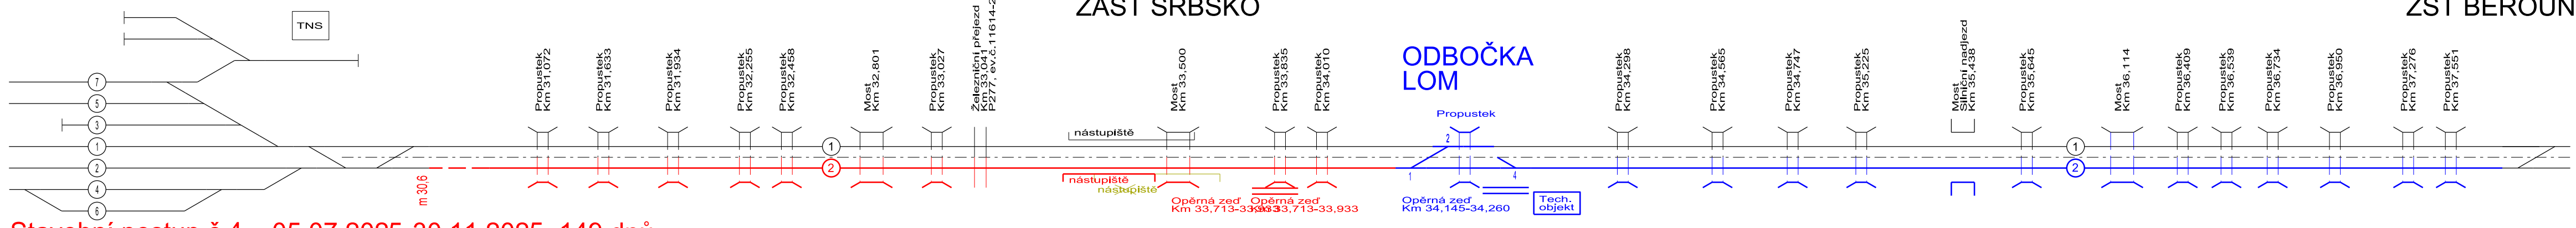 ZAST SRBSKO
ZST BEROUN
TNS
7
5
3
1
2
4
6
m 30,6
Propustek
Km 31,072
Propustek
Km 31,633
Propustek
Km 31,934
Propustek
Km 32,255
Propustek
Km 32,458
1
2
Most
Km 32,801
Propustek
Km 33,027
Železniční přejezd
Km 33,041
nástupiště
nástupiště
nástupiště
Most
Km 33,500
Propustek
Km 33,835
Propustek
Km 34,010
Opěrná zeď
Km 33,713-33,933
Opěrná zeď
Km 33,713-33,933
ODBOČKA
LOM
Propustek
2
1
4
Opěrná zeď
Km 34,145-34,260
Tech.
objekt
Propustek
Km 34,298
Propustek
Km 34,565
Propustek
Km 34,747
Propustek
Km 35,225
Most
Silniční nadjezd
Km 35,438
Propustek
Km 35,645
1
2
Most
Km 36,114
Propustek
Km 36,409
Propustek
Km 36,539
Propustek
Km 36,734
Propustek
Km 36,950
Propustek
Km 37,276
Propustek
Km 37,551